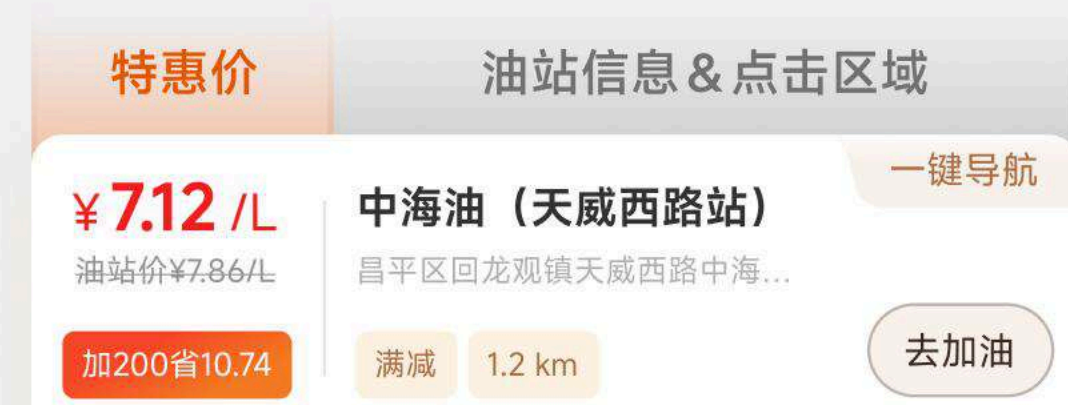 特惠价 油站信息&点击区域
一键导航
¥7.12/L 中海油（天威西路站）
油站价¥7.86/L 昌平区回龙观镇天威西路中海...
加200省10.74 满减 1.2 km 去加油